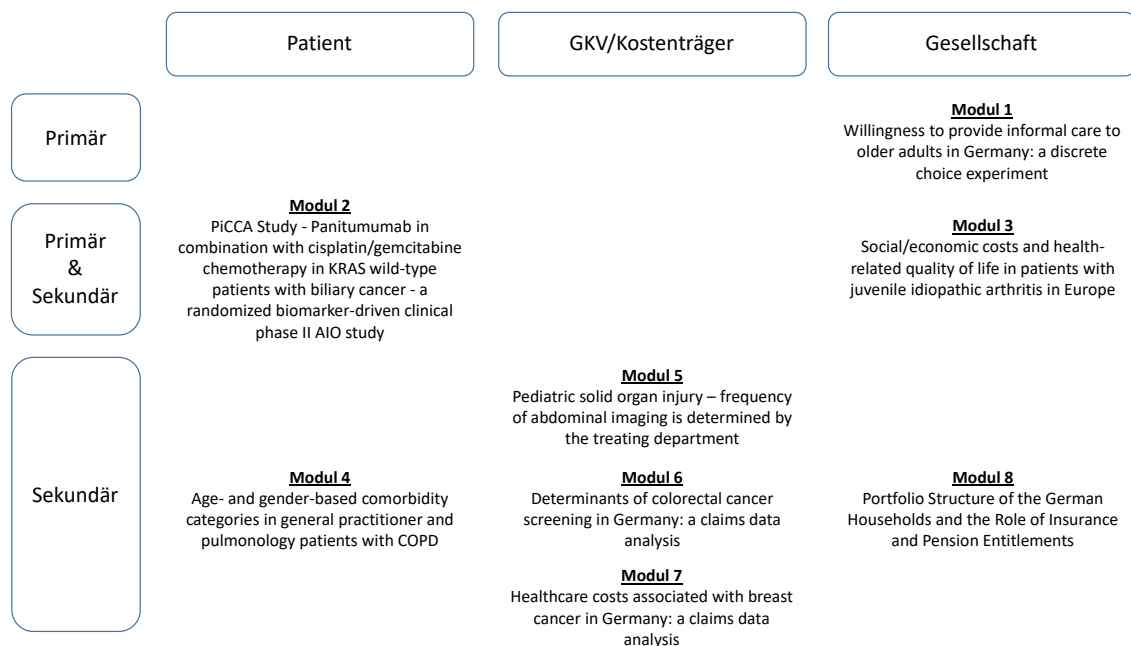 Patient
GKV/Kostenträger
Gesellschaft
Primär
Modul 1
Willingness to provide informal care to
older adults in Germany: a discrete
choice experiment
Primär
&
Sekundär
Modul 2
PiCCA Study - Panitumumab in
combination with cisplatin/gemcitabine
chemotherapy in KRAS wild-type
patients with biliary cancer - a
randomized biomarker-driven clinical
phase II AIO study
Modul 3
Social/economic costs and health-
related quality of life in patients with
juvenile idiopathic arthritis in Europe
Sekundär
Modul 4
Age- and gender-based comorbidity
categories in general practitioner and
pulmonology patients with COPD
Modul 5
Pediatric solid organ injury – frequency
of abdominal imaging is determined by
the treating department
Modul 6
Determinants of colorectal cancer
screening in Germany: a claims data
analysis
Modul 7
Healthcare costs associated with breast
cancer in Germany: a claims data
analysis
Modul 8
Portfolio Structure of the German
Households and the Role of Insurance
and Pension Entitlements